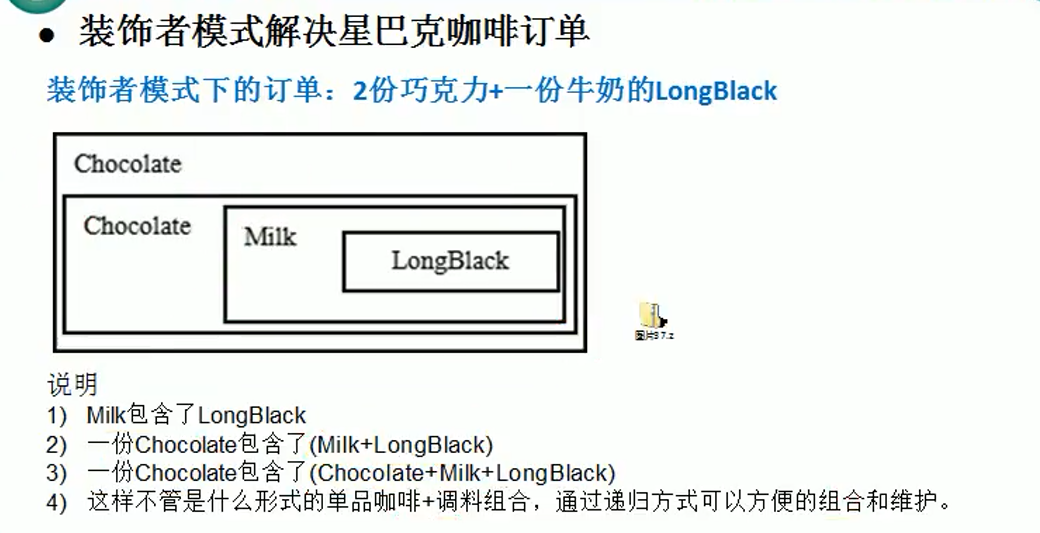 ● 装饰者模式解决星巴克咖啡订单
装饰者模式下的订单：2份巧克力+一份牛奶的LongBlack
Chocolate
Chocolate
Milk
LongBlack
说明
1) Milk包含了LongBlack
2) 一份Chocolate包含了(Milk+LongBlack)
3) 一份Chocolate包含了(Chocolate+Milk+LongBlack)
4) 这样不管是什么形式的单品咖啡+调料组合，通过递归方式可以方便的组合和维护。